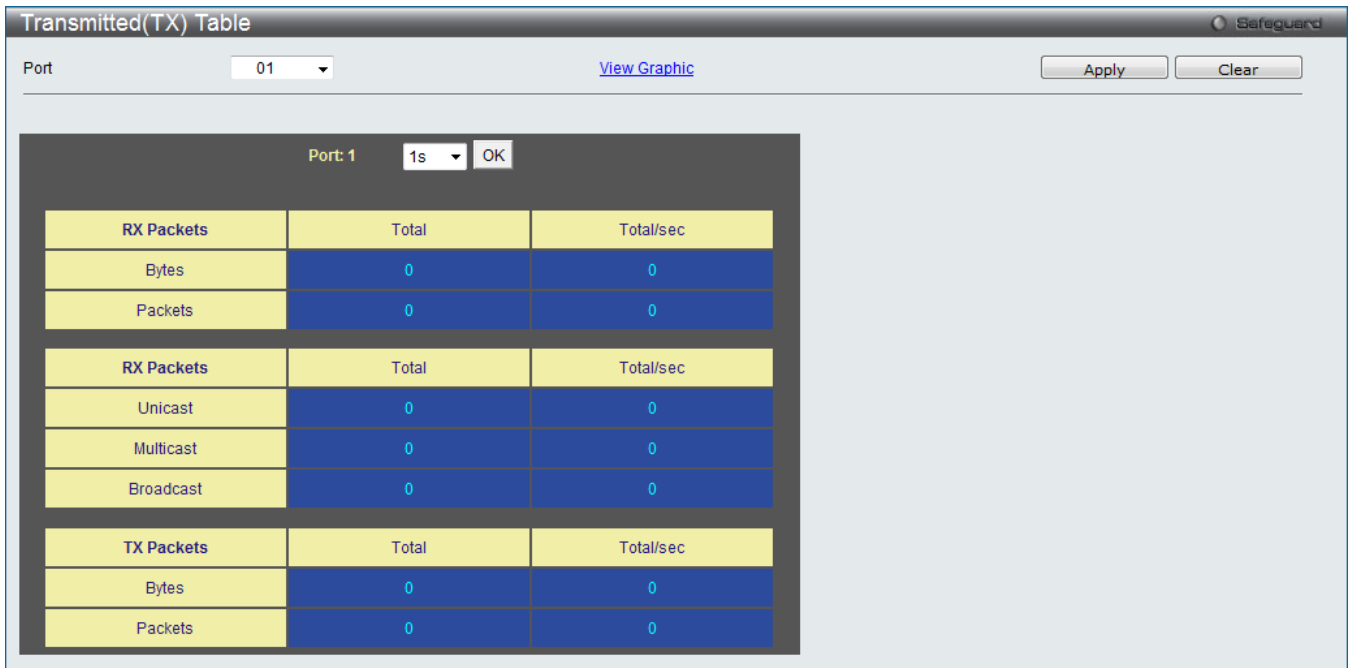 Transmitted(TX) Table Safeguard
Port 01 View Graphic Apply Clear
Port: 1 1s OK
RX Packets Total Total/sec
Bytes 0 0
Packets 0 0
RX Packets Total Total/sec
Unicast 0 0
Multicast 0 0
Broadcast 0 0
TX Packets Total Total/sec
Bytes 0 0
Packets 0 0